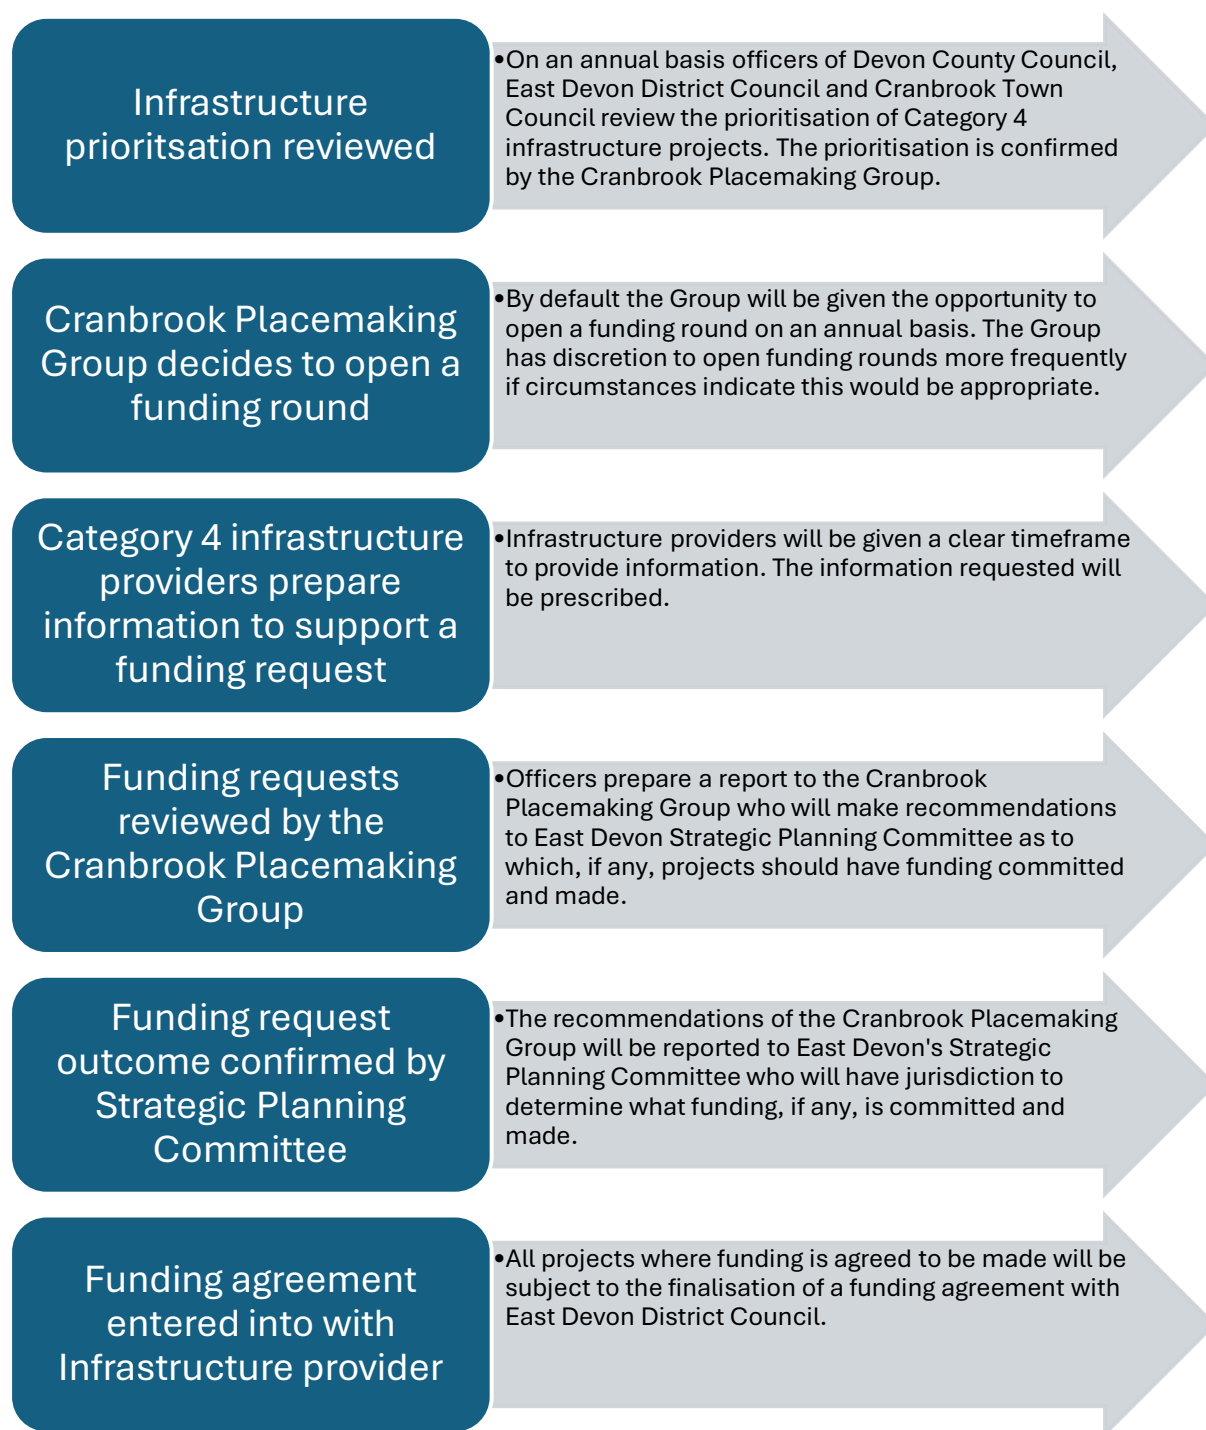 Infrastructure
prioritsation reviewed
•On an annual basis officers of Devon County Council,
East Devon District Council and Cranbrook Town
Council review the prioritisation of Category 4
infrastructure projects. The prioritisation is confirmed
by the Cranbrook Placemaking Group.
Cranbrook Placemaking
Group decides to open a
funding round
•By default the Group will be given the opportunity to
open a funding round on an annual basis. The Group
has discretion to open funding rounds more frequently
if circumstances indicate this would be appropriate.
Category 4 infrastructure
providers prepare
information to support a
funding request
•Infrastructure providers will be given a clear timeframe
to provide information. The information requested will
be prescribed.
Funding requests
reviewed by the
Cranbrook Placemaking
Group
•Officers prepare a report to the Cranbrook
Placemaking Group who will make recommendations
to East Devon Strategic Planning Committee as to
which, if any, projects should have funding committed
and made.
Funding request
outcome confirmed by
Strategic Planning
Committee
•The recommendations of the Cranbrook Placemaking
Group will be reported to East Devon's Strategic
Planning Committee who will have jurisdiction to
determine what funding, if any, is committed and
made.
Funding agreement
entered into with
Infrastructure provider
•All projects where funding is agreed to be made will be
subject to the finalisation of a funding agreement with
East Devon District Council.